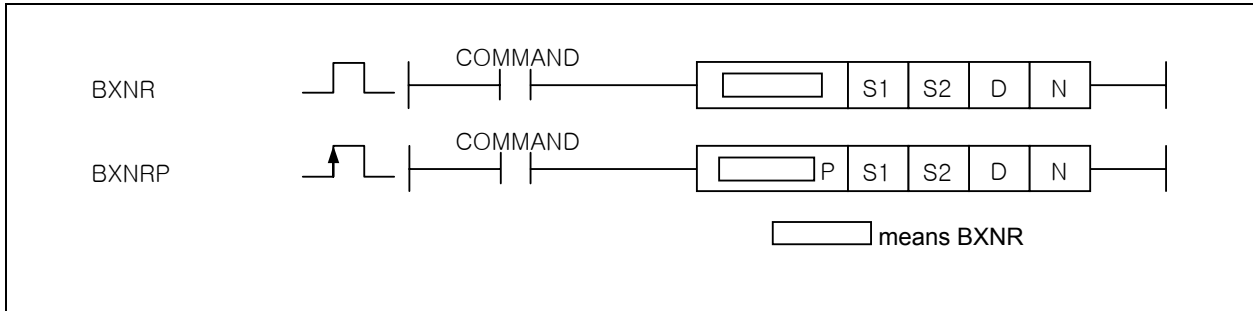 COMMAND
BXNR S1 S2 D N
COMMAND
BXNRP P S1 S2 D N
means BXNR